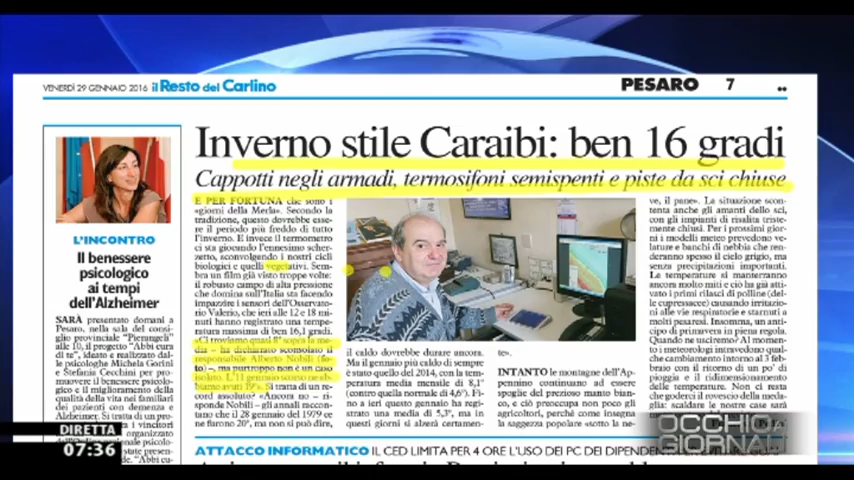 VENERDÌ 29 GENNAIO 2016 il Resto del Carlino
PESARO 7 ••
Inverno stile Caraibi: ben 16 gradi
Cappotti negli armadi, termosifoni semispenti e piste da sci chiuse
L'INCONTRO
Il benessere
psicologico
ai tempi
dell'Alzheimer
SARÀ presentato domani a
Pesaro, nella sala del consi-
glio provinciale "Pierangeli"
alle 10, il progetto "Abbi cura
di te", ideato e realizzato dal-
le psicologhe Michela Gorini
e Stefania Cecchini per pro-
muovere il benessere psicolo-
gico e il miglioramento della
qualità della vita nei familiari
dei pazienti con demenza e
Alzheimer. Si tratta di un pro-
i vincitori
organizzato
E PER FORTUNA che sono i
«giorni della Merla». Secondo la
tradizione, questo dovrebbe esse-
re il periodo più freddo di tutto
l'inverno. E invece il termometro
ci sta giocando l'ennesimo scher-
zetto, sconvolgendo i nostri cicli
biologici e quelli vegetativi. Sem-
bra un film già visto troppe volte:
il robusto campo di alta pressione
che domina sull'Italia sta facendo
impazzire i sensori dell'Osservato-
rio Valerio, che ieri alle 12 e 18 mi-
nuti hanno registrato una tempe-
ratura massima di ben 16,1 gradi.
«Ci troviamo quasi 8° sopra la me-
dia – ha dichiarato sconsolato il
responsabile Alberto Nobili (fo-
to) –, ma purtroppo non è un caso
isolato. L'11 gennaio scorso ne ab-
biamo avuti 19°». Si tratta di un re-
cord assoluto? «Ancora no – ri-
sponde Nobili – gli annali raccon-
tano che il 28 gennaio del 1979 ce
ne furono 20°, ma non si può dire,
il caldo dovrebbe durare ancora.
Ma il gennaio più caldo di sempre
è stato quello del 2014, con la tem-
peratura media mensile di 8,1°
(contro quella normale di 4,6°). Fi-
no a ieri questo gennaio ha regi-
strato una media di 5,3°, ma in
questi giorni si alzerà certamen-
te».
INTANTO le montagne dell'Ap-
pennino continuano ad essere
spoglie del prezioso manto bian-
co, e ciò preoccupa non poco gli
agricoltori, perché come insegna
la saggezza popolare «sotto la ne-
ve, il pane». La situazione scon-
tenta anche gli amanti dello sci,
con gli impianti di risalita triste-
mente chiusi. Per i prossimi gior-
ni i modelli meteo prevedono ve-
lature e banchi di nebbia che ren-
deranno spesso il cielo grigio, ma
senza precipitazioni importanti.
Le temperature si manterranno
ancora molto miti e ciò ha già atti-
vato i primi rilasci di polline (del-
le cupressacee) causando irritazio-
ni alle vie respiratorie e starnuti a
molti pesaresi. Insomma, un anti-
cipo di primavera in piena regola.
Quando ne usciremo? Al momen-
to i meteorologi intravedono qual-
che cambiamento intorno al 3 feb-
braio con il ritorno di un po' di
pioggia e il ridimensionamento
delle temperature. Non ci resta
che goderci il rovescio della meda-
glia: scaldare le nostre case sarà
ATTACCO INFORMATICO IL CED LIMITA PER 4 ORE L'USO DEI PC DEI DIPENDENTI
DIRETTA
07:36
OCCHIO AI
GIORNALI